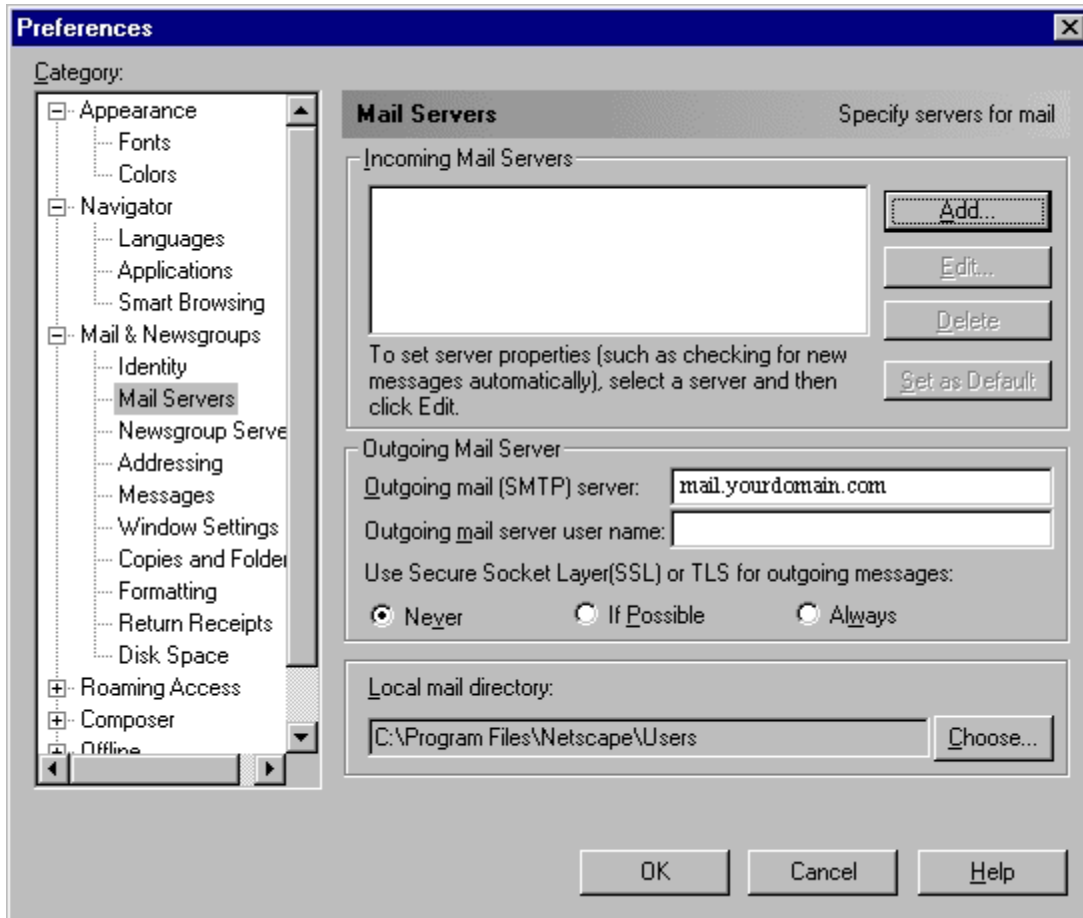 Preferences
Category:
Appearance
Fonts
Colors
Navigator
Languages
Applications
Smart Browsing
Mail & Newsgroups
Identity
Mail Servers
Newsgroup Serve
Addressing
Messages
Window Settings
Copies and Folder
Formatting
Return Receipts
Disk Space
Roaming Access
Composer
Offline
Mail Servers Specify servers for mail
Incoming Mail Servers
Add...
Edit...
Delete
Set as Default
To set server properties (such as checking for new
messages automatically), select a server and then
click Edit.
Outgoing Mail Server
Outgoing mail (SMTP) server: mail.yourdomain.com
Outgoing mail server user name:
Use Secure Socket Layer(SSL) or TLS for outgoing messages:
Never If Possible Always
Local mail directory:
C:\Program Files\Netscape\Users Choose...
OK Cancel Help